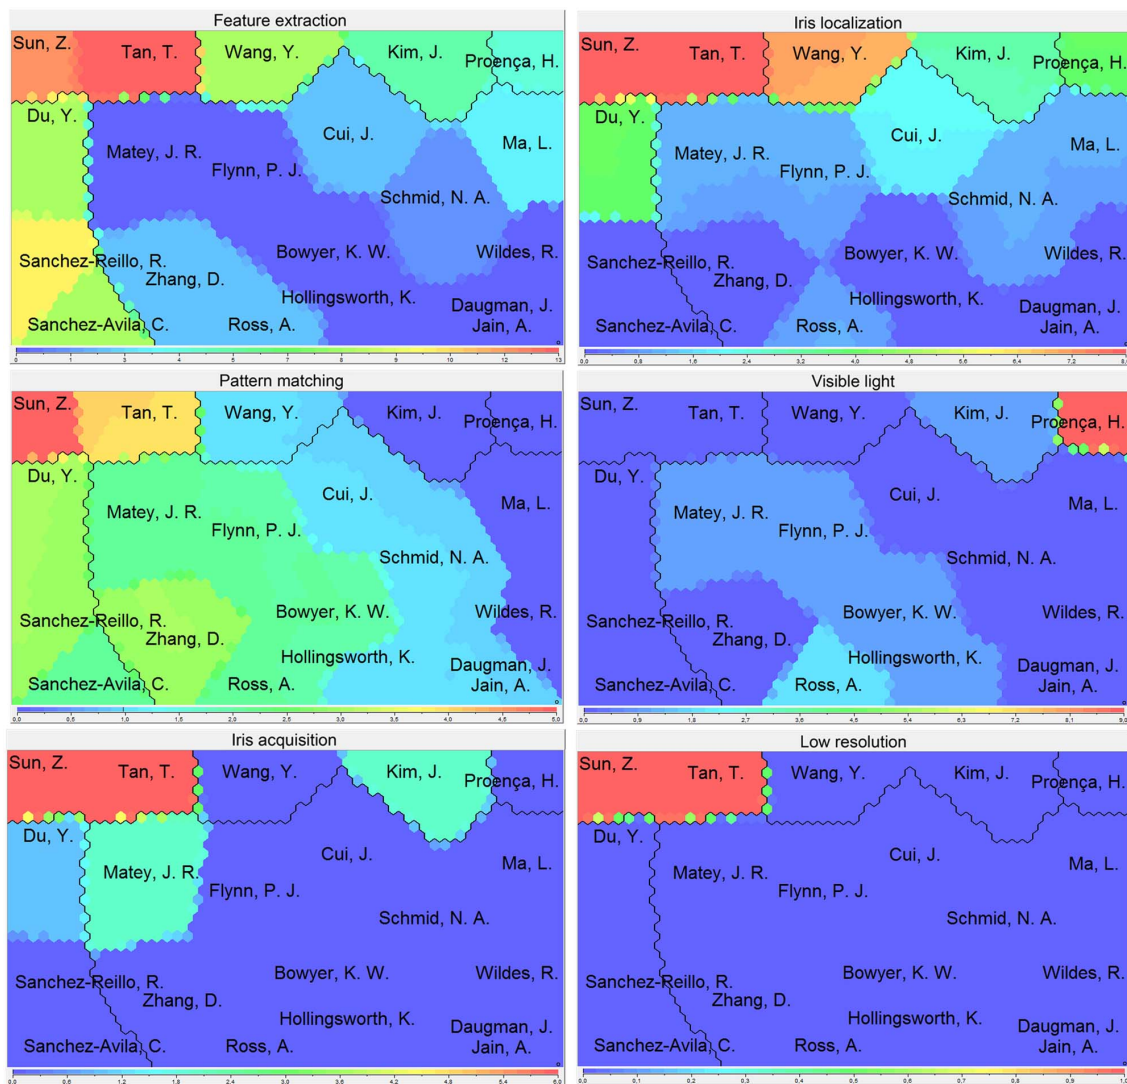 Feature extraction
Sun, Z.
Tan, T.
Wang, Y.
Kim, J.
Proença, H.
Du, Y.
Cui, J.
Ma, L.
Matey, J. R.
Flynn, P. J.
Schmid, N. A.
Sanchez-Reillo, R.
Zhang, D.
Bowyer, K. W.
Wildes, R.
Hollingsworth, K.
Daugman, J.
Sanchez-Avila, C.
Ross, A.
Jain, A.
Iris localization
Sun, Z.
Tan, T.
Wang, Y.
Kim, J.
Proença, H.
Du, Y.
Cui, J.
Ma, L.
Matey, J. R.
Flynn, P. J.
Schmid, N. A.
Sanchez-Reillo, R.
Zhang, D.
Bowyer, K. W.
Wildes, R.
Hollingsworth, K.
Daugman, J.
Sanchez-Avila, C.
Ross, A.
Jain, A.
Pattern matching
Sun, Z.
Tan, T.
Wang, Y.
Kim, J.
Proença, H.
Du, Y.
Cui, J.
Ma, L.
Matey, J. R.
Flynn, P. J.
Schmid, N. A.
Sanchez-Reillo, R.
Zhang, D.
Bowyer, K. W.
Wildes, R.
Hollingsworth, K.
Daugman, J.
Sanchez-Avila, C.
Ross, A.
Jain, A.
Visible light
Sun, Z.
Tan, T.
Wang, Y.
Kim, J.
Proença, H.
Du, Y.
Cui, J.
Ma, L.
Matey, J. R.
Flynn, P. J.
Schmid, N. A.
Sanchez-Reillo, R.
Zhang, D.
Bowyer, K. W.
Wildes, R.
Hollingsworth, K.
Daugman, J.
Sanchez-Avila, C.
Ross, A.
Jain, A.
Iris acquisition
Sun, Z.
Tan, T.
Wang, Y.
Kim, J.
Proença, H.
Du, Y.
Cui, J.
Ma, L.
Matey, J. R.
Flynn, P. J.
Schmid, N. A.
Sanchez-Reillo, R.
Zhang, D.
Bowyer, K. W.
Wildes, R.
Hollingsworth, K.
Daugman, J.
Sanchez-Avila, C.
Ross, A.
Jain, A.
Low resolution
Sun, Z.
Tan, T.
Wang, Y.
Kim, J.
Proença, H.
Du, Y.
Cui, J.
Ma, L.
Matey, J. R.
Flynn, P. J.
Schmid, N. A.
Sanchez-Reillo, R.
Zhang, D.
Bowyer, K. W.
Wildes, R.
Hollingsworth, K.
Daugman, J.
Sanchez-Avila, C.
Ross, A.
Jain, A.